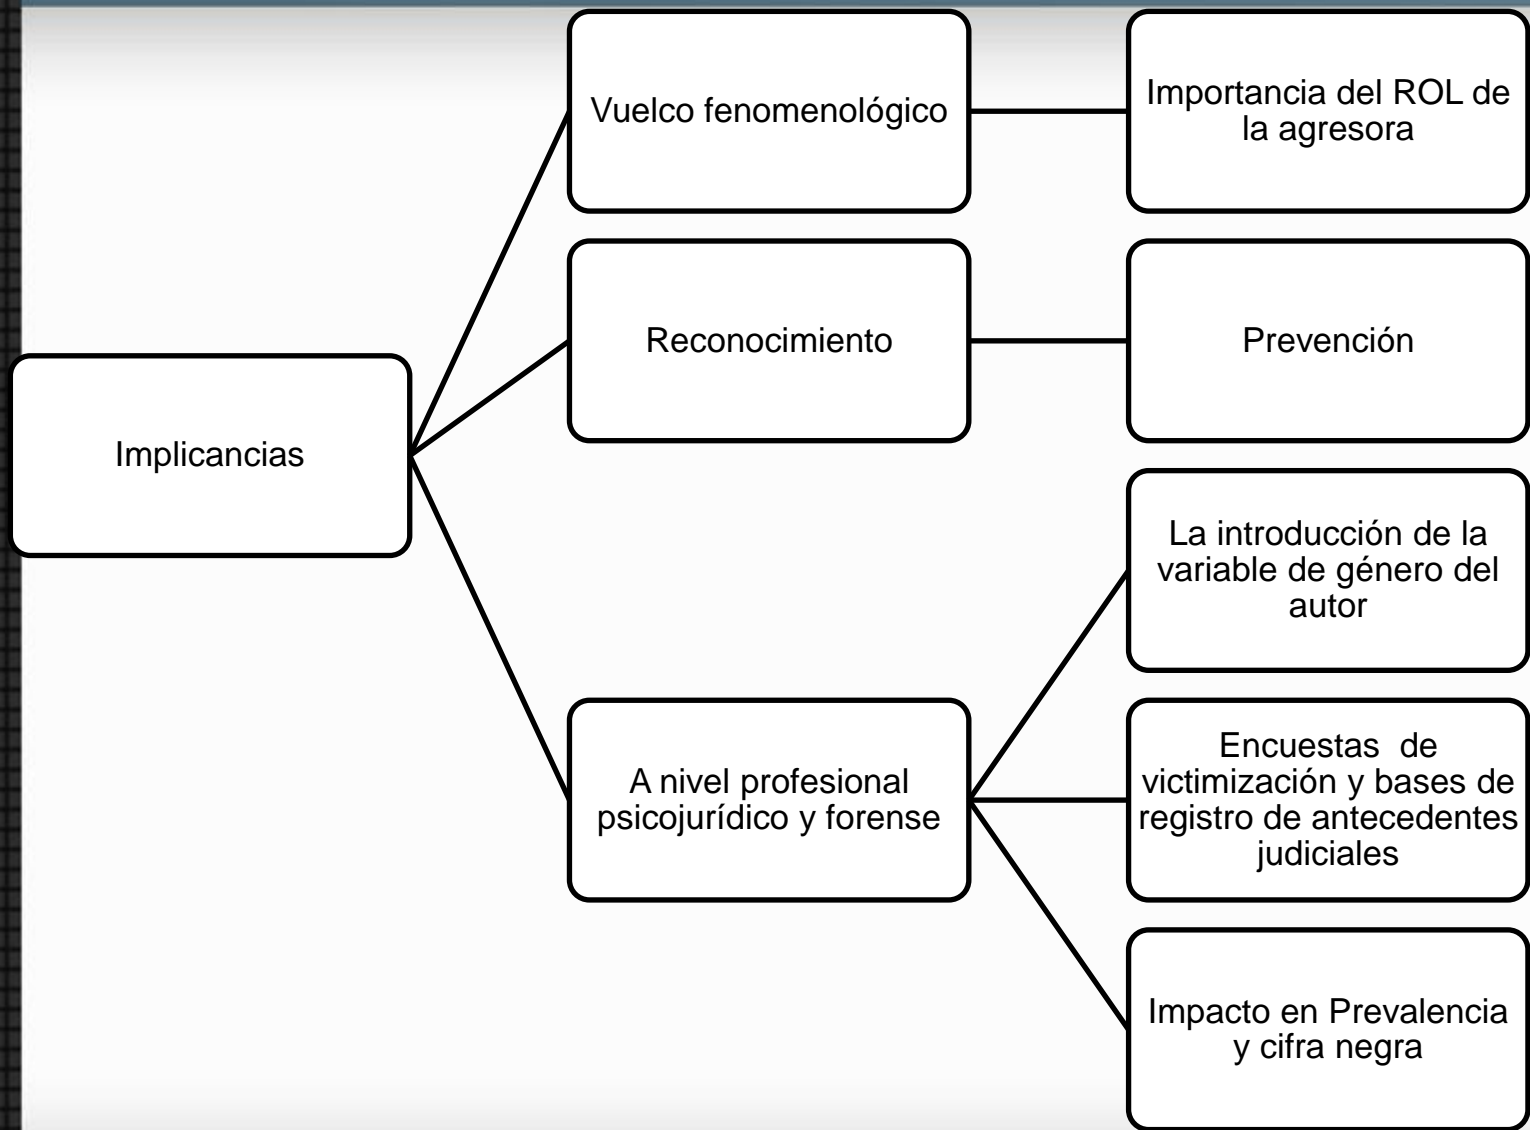 Vuelco fenomenológico
Importancia del ROL de
la agresora
Reconocimiento
Prevención
Implicancias
La introducción de la
variable de género del
autor
A nivel profesional
psicojurídico y forense
Encuestas de
victimización y bases de
registro de antecedentes
judiciales
Impacto en Prevalencia
y cifra negra